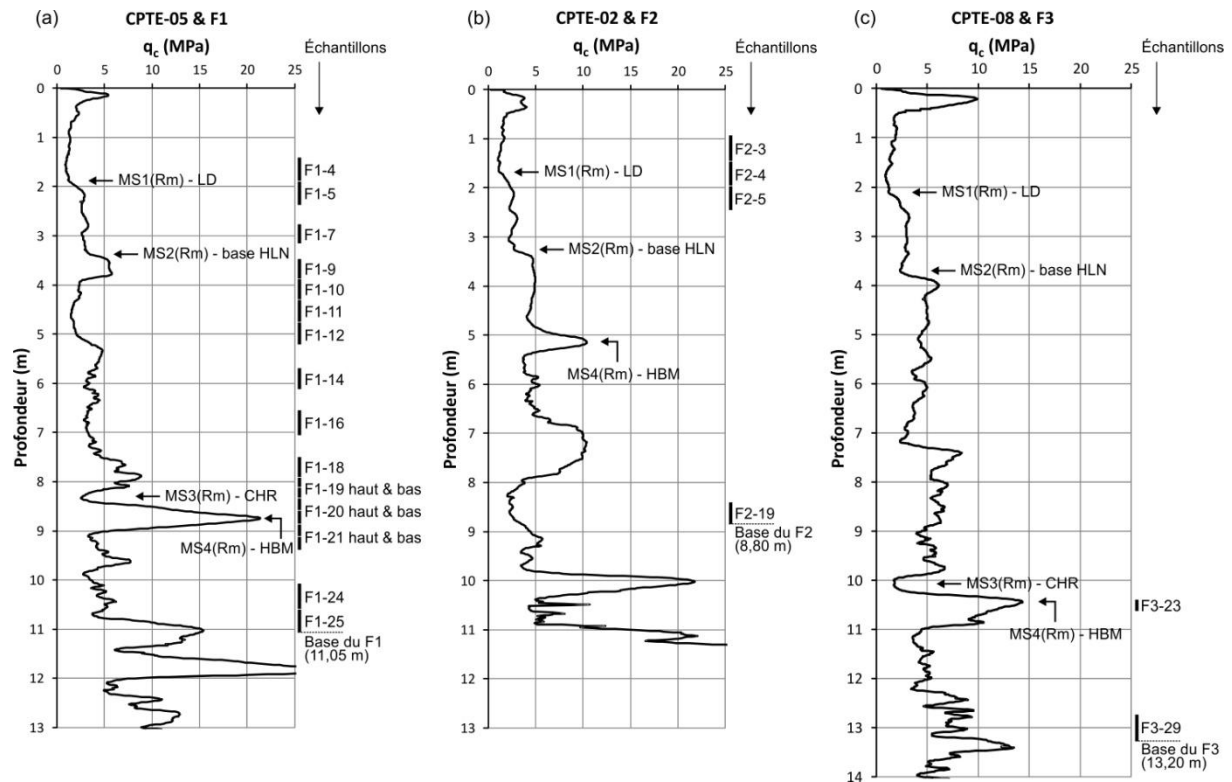 (a)
CPTE-05 & F1
qc (MPa)
Échantillons
0 5 10 15 20 25
Profondeur (m)
0
1
2
3
4
5
6
7
8
9
10
11
12
13
MS1(Rm) - LD
MS2(Rm) - base HLN
MS3(Rm) - CHR
MS4(Rm) - HBM
F1-4
F1-5
F1-7
F1-9
F1-10
F1-11
F1-12
F1-14
F1-16
F1-18
F1-19 haut & bas
F1-20 haut & bas
F1-21 haut & bas
F1-24
F1-25
Base du F1
(11,05 m)
(b)
CPTE-02 & F2
qc (MPa)
Échantillons
0 5 10 15 20 25
Profondeur (m)
0
1
2
3
4
5
6
7
8
9
10
11
12
13
MS1(Rm) - LD
MS2(Rm) - base HLN
MS4(Rm) - HBM
F2-3
F2-4
F2-5
F2-19
Base du F2
(8,80 m)
(c)
CPTE-08 & F3
qc (MPa)
Échantillons
0 5 10 15 20 25
Profondeur (m)
0
1
2
3
4
5
6
7
8
9
10
11
12
13
14
MS1(Rm) - LD
MS2(Rm) - base HLN
MS3(Rm) - CHR
MS4(Rm) - HBM
F3-23
F3-29
Base du F3
(13,20 m)